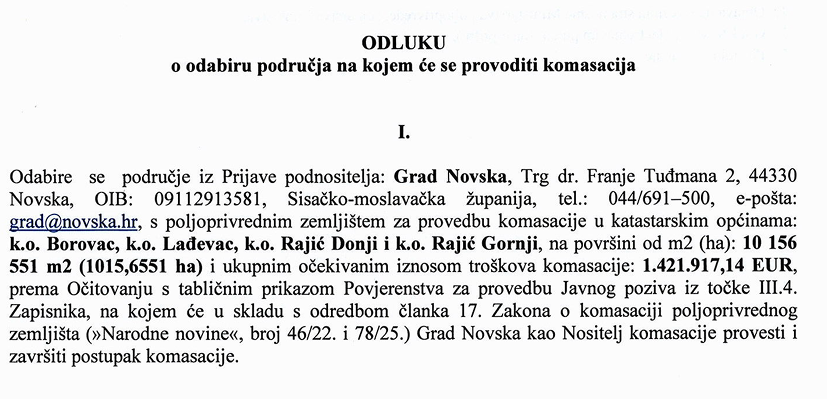 ODLUKU
o odabiru područja na kojem će se provoditi komasacija
I.
Odabire se područje iz Prijave podnositelja: Grad Novska, Trg dr. Franje Tuđmana 2, 44330
Novska, OIB: 09112913581, Sisačko-moslavačka županija, tel.: 044/691–500, e-pošta:
grad@novska.hr, s poljoprivrednim zemljištem za provedbu komasacije u katastarskim općinama:
k.o. Borovac, k.o. Lađevac, k.o. Rajić Donji i k.o. Rajić Gornji, na površini od m2 (ha): 10 156
551 m2 (1015,6551 ha) i ukupnim očekivanim iznosom troškova komasacije: 1.421.917,14 EUR,
prema Očitovanju s tabličnim prikazom Povjerenstva za provedbu Javnog poziva iz točke III.4.
Zapisnika, na kojem će u skladu s odredbom članka 17. Zakona o komasaciji poljoprivrednog
zemljišta (»Narodne novine«, broj 46/22. i 78/25.) Grad Novska kao Nositelj komasacije provesti i
završiti postupak komasacije.